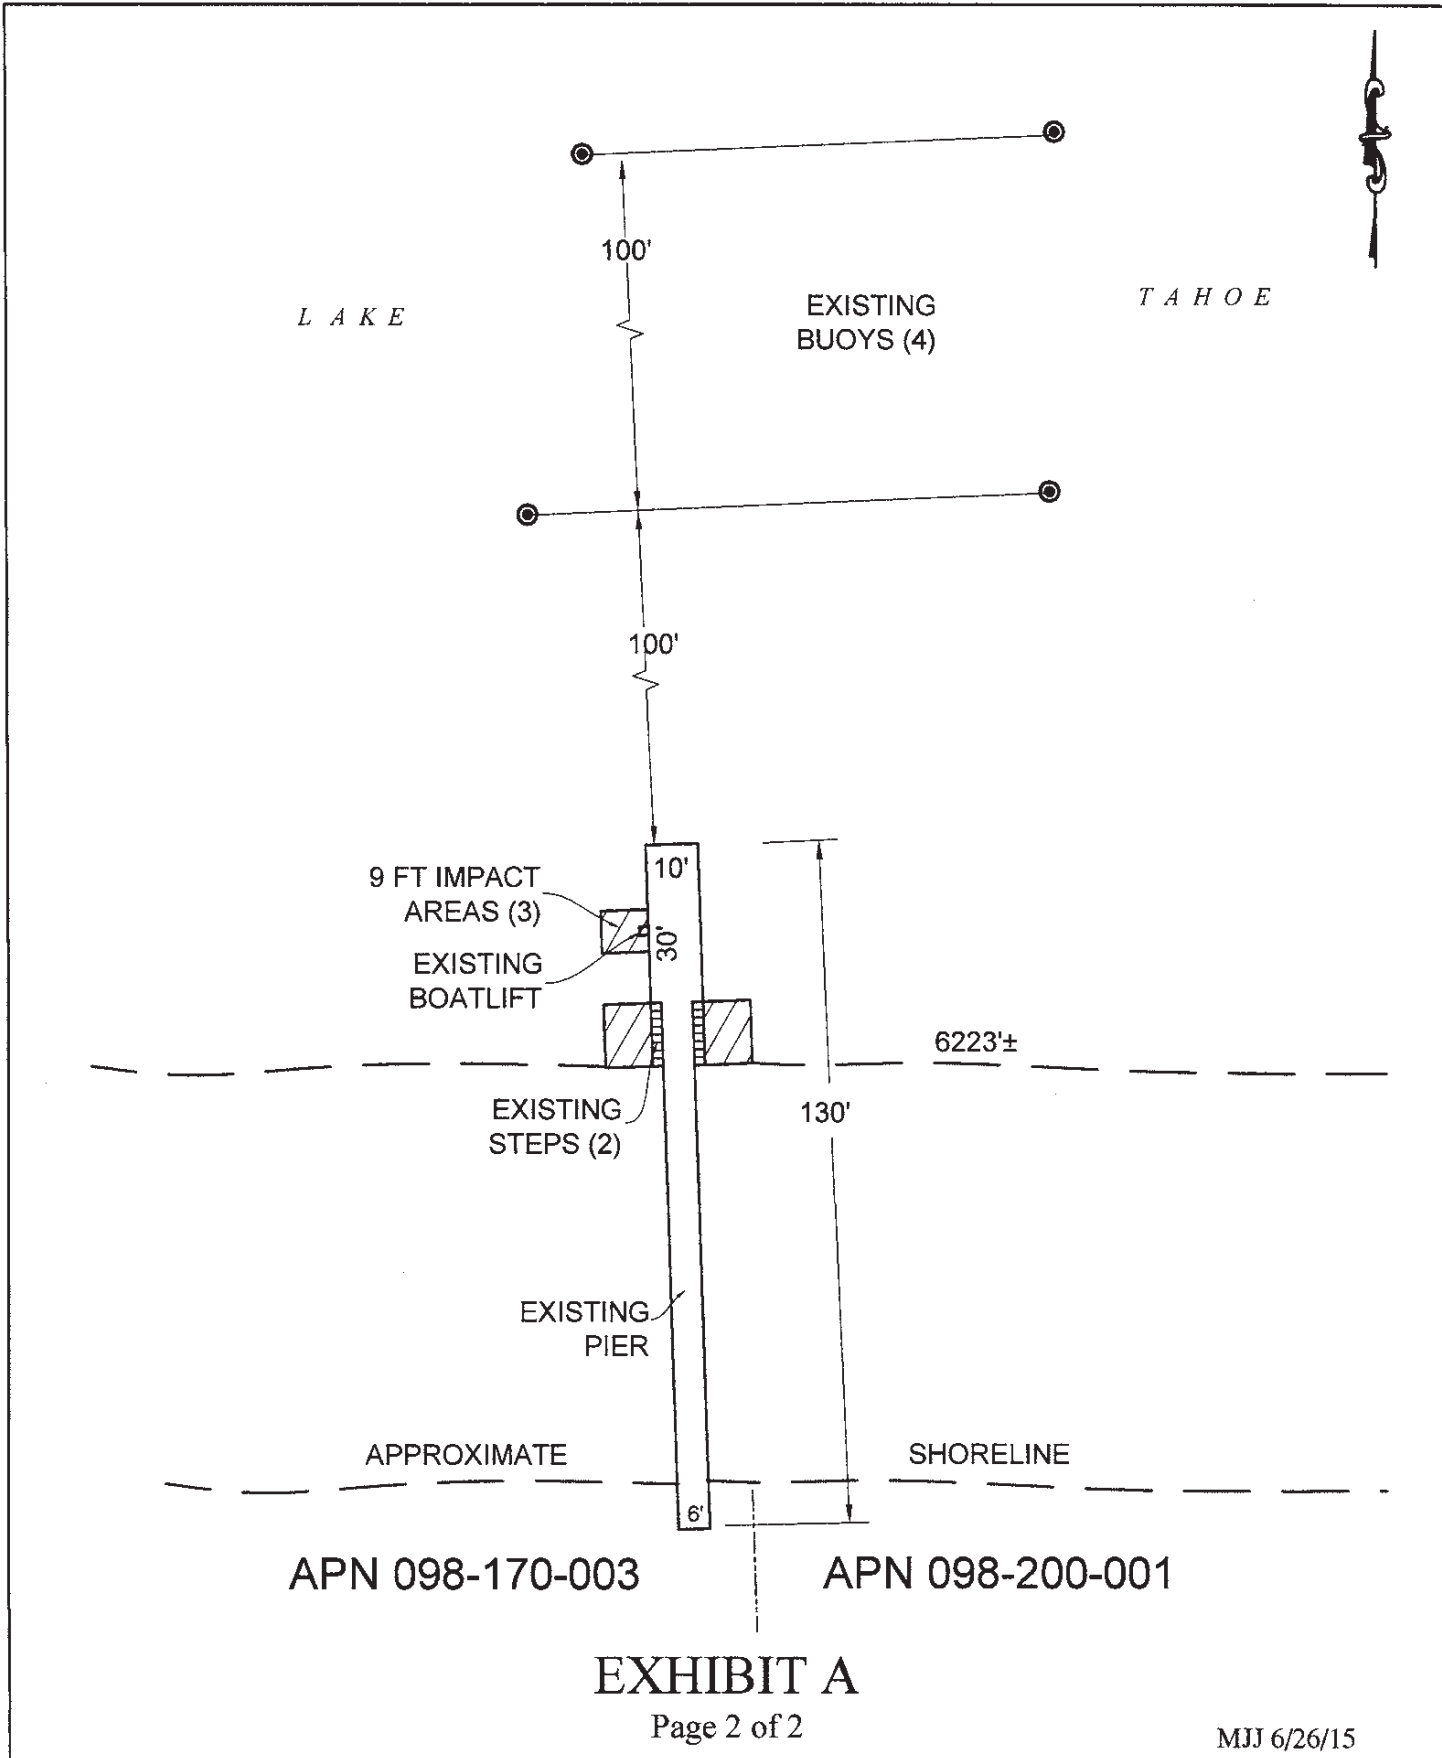 100'
LAKE
EXISTING
BUOYS (4)
TAHOE
100'
10'
9 FT IMPACT
AREAS (3)
30'
EXISTING
BOATLIFT
6223'±
EXISTING
STEPS (2)
130'
EXISTING
PIER
APPROXIMATE
SHORELINE
6'
APN 098-170-003
APN 098-200-001
EXHIBIT A
Page 2 of 2
MJJ 6/26/15